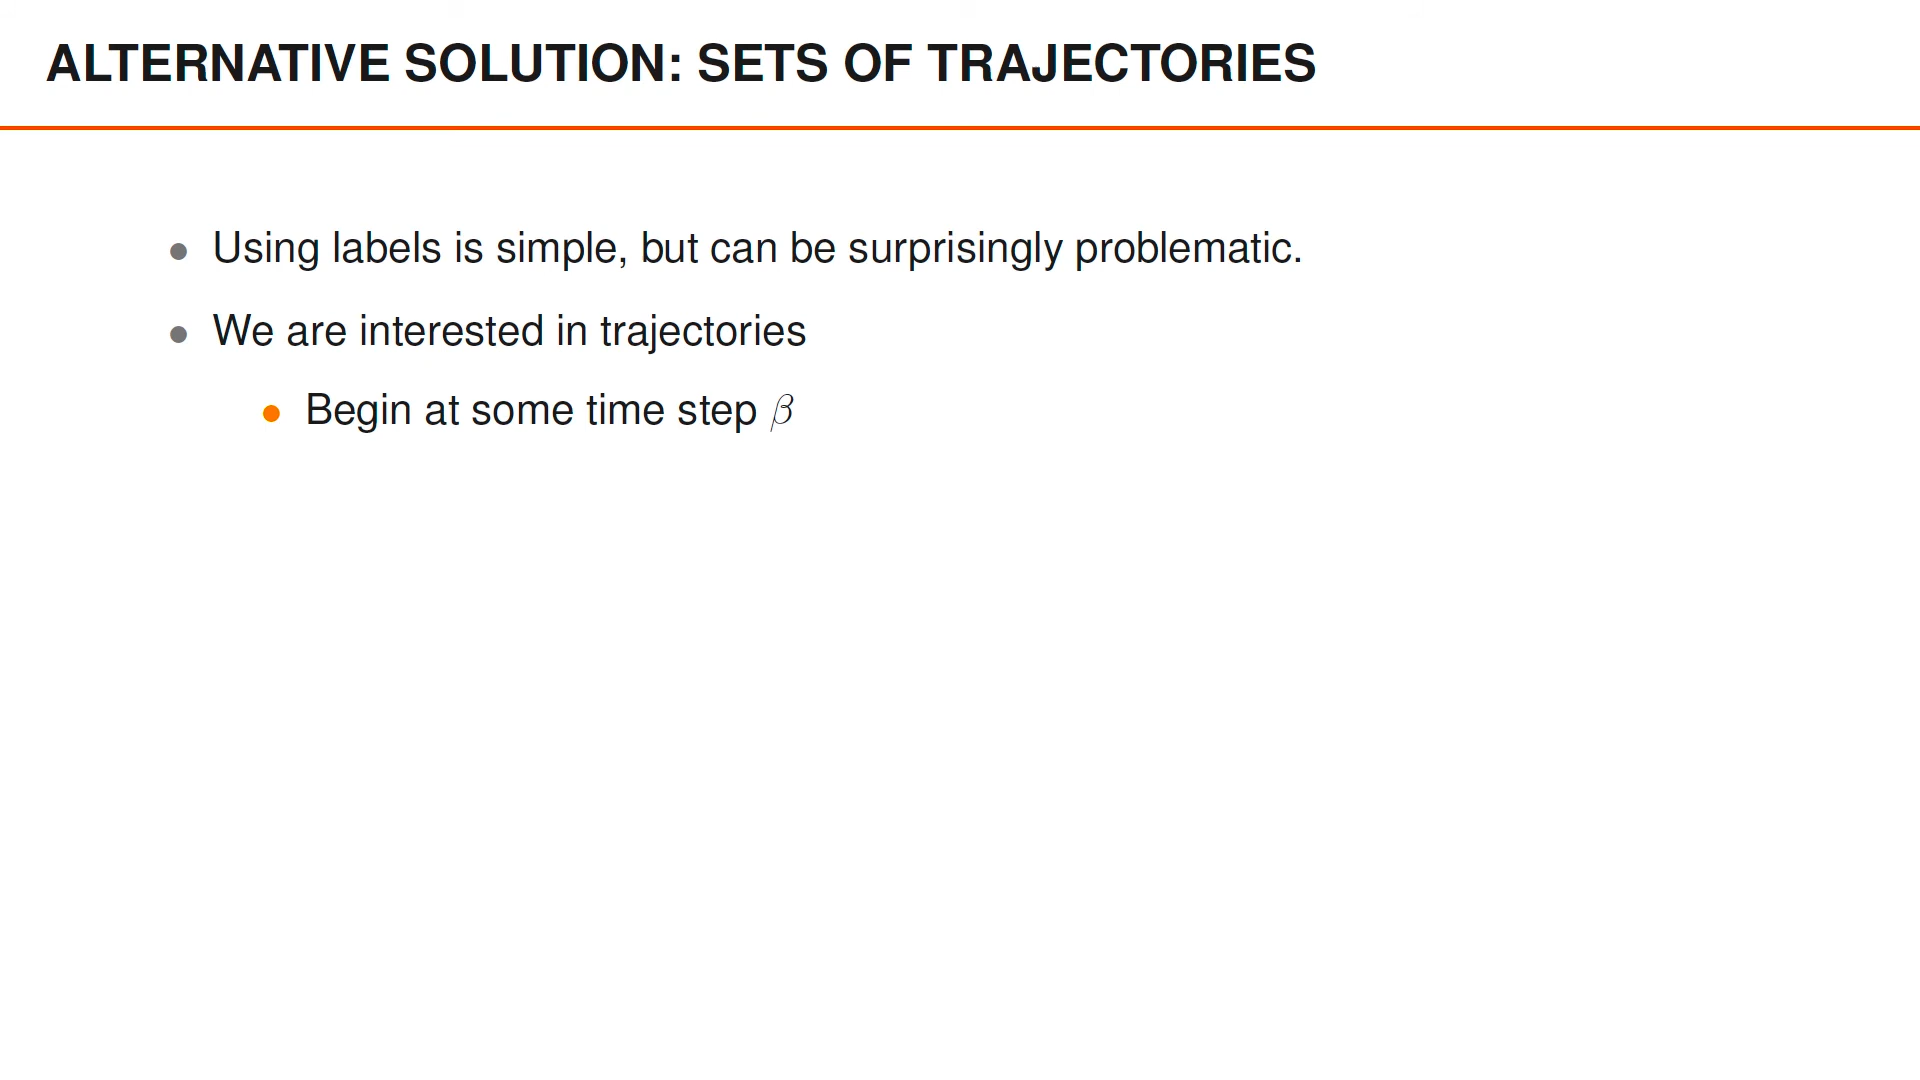 ALTERNATIVE SOLUTION: SETS OF TRAJECTORIES
• Using labels is simple, but can be surprisingly problematic.
• We are interested in trajectories
• Begin at some time step β